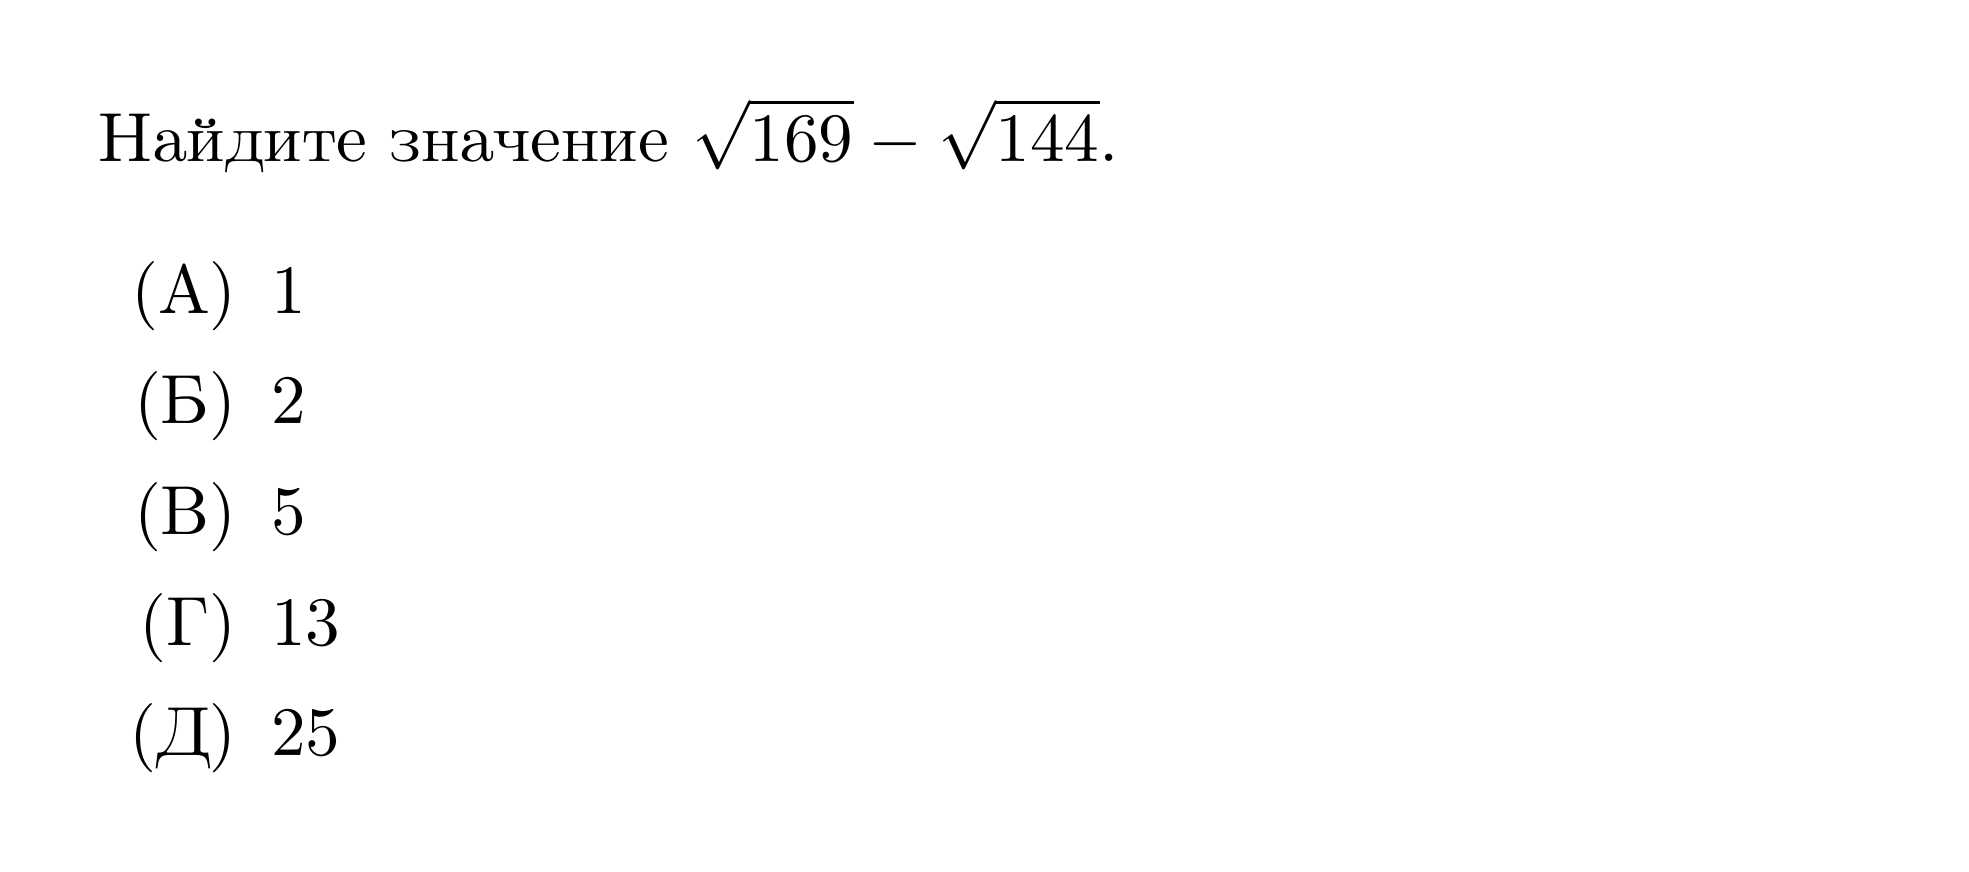 Найдите значение √169 − √144.
(А) 1
(Б) 2
(В) 5
(Г) 13
(Д) 25